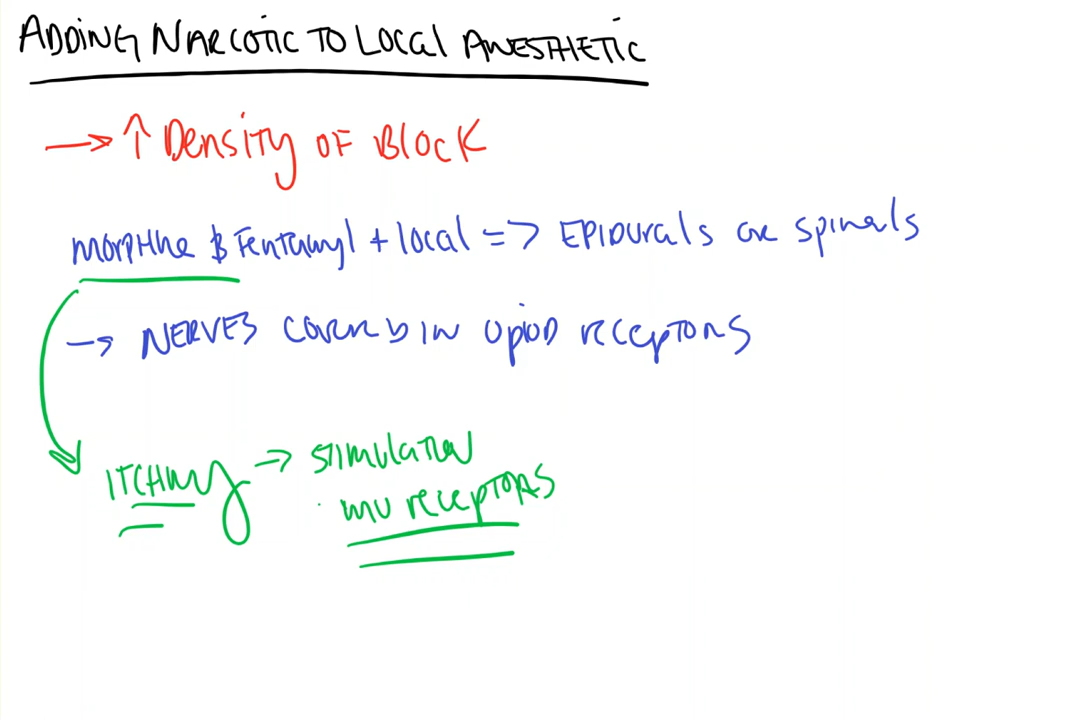 ADDING NARCOTIC TO LOCAL ANESTHETIC
→ ↑ Density OF Block
morphine & Fentanyl + local => EPIDURALS or spinals
→ NERVES COVERED IN OPIOD receptors
ITCHING → STIMULATION
mu receptors